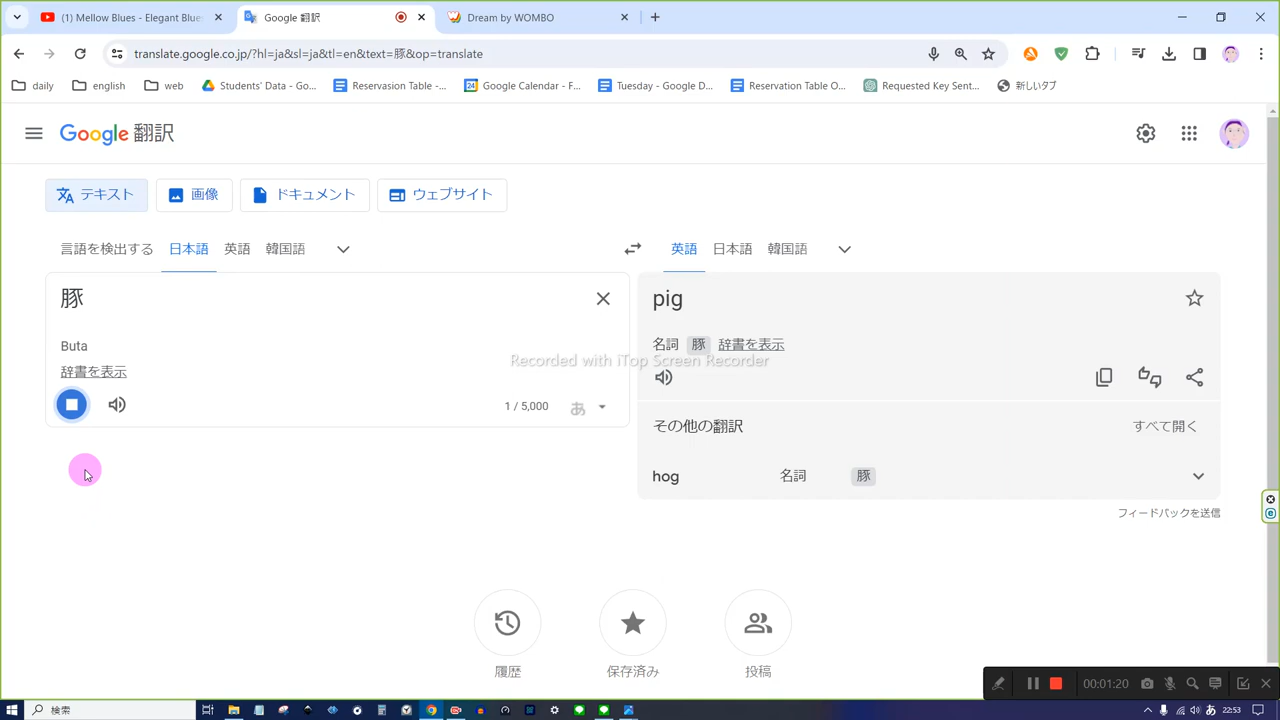 (1) Mellow Blues - Elegant Blues
Google 翻訳
Dream by WOMBO
translate.google.co.jp/?hl=ja&sl=ja&tl=en&text=豚&op=translate
daily
english
web
Students' Data - Go...
Reservasion Table -...
Google Calendar - F...
Tuesday - Google D...
Reservation Table O...
Requested Key Sent...
新しいタブ
Google 翻訳
テキスト
画像
ドキュメント
ウェブサイト
言語を検出する 日本語 英語 韓国語
英語 日本語 韓国語
豚
pig
Buta
名詞 豚 辞書を表示
Recorded with iTop Screen Recorder
辞書を表示
1 / 5,000
あ
その他の翻訳
すべて開く
hog 名詞 豚
フィードバックを送信
履歴
保存済み
投稿
00:01:20
検索
あ 22:53